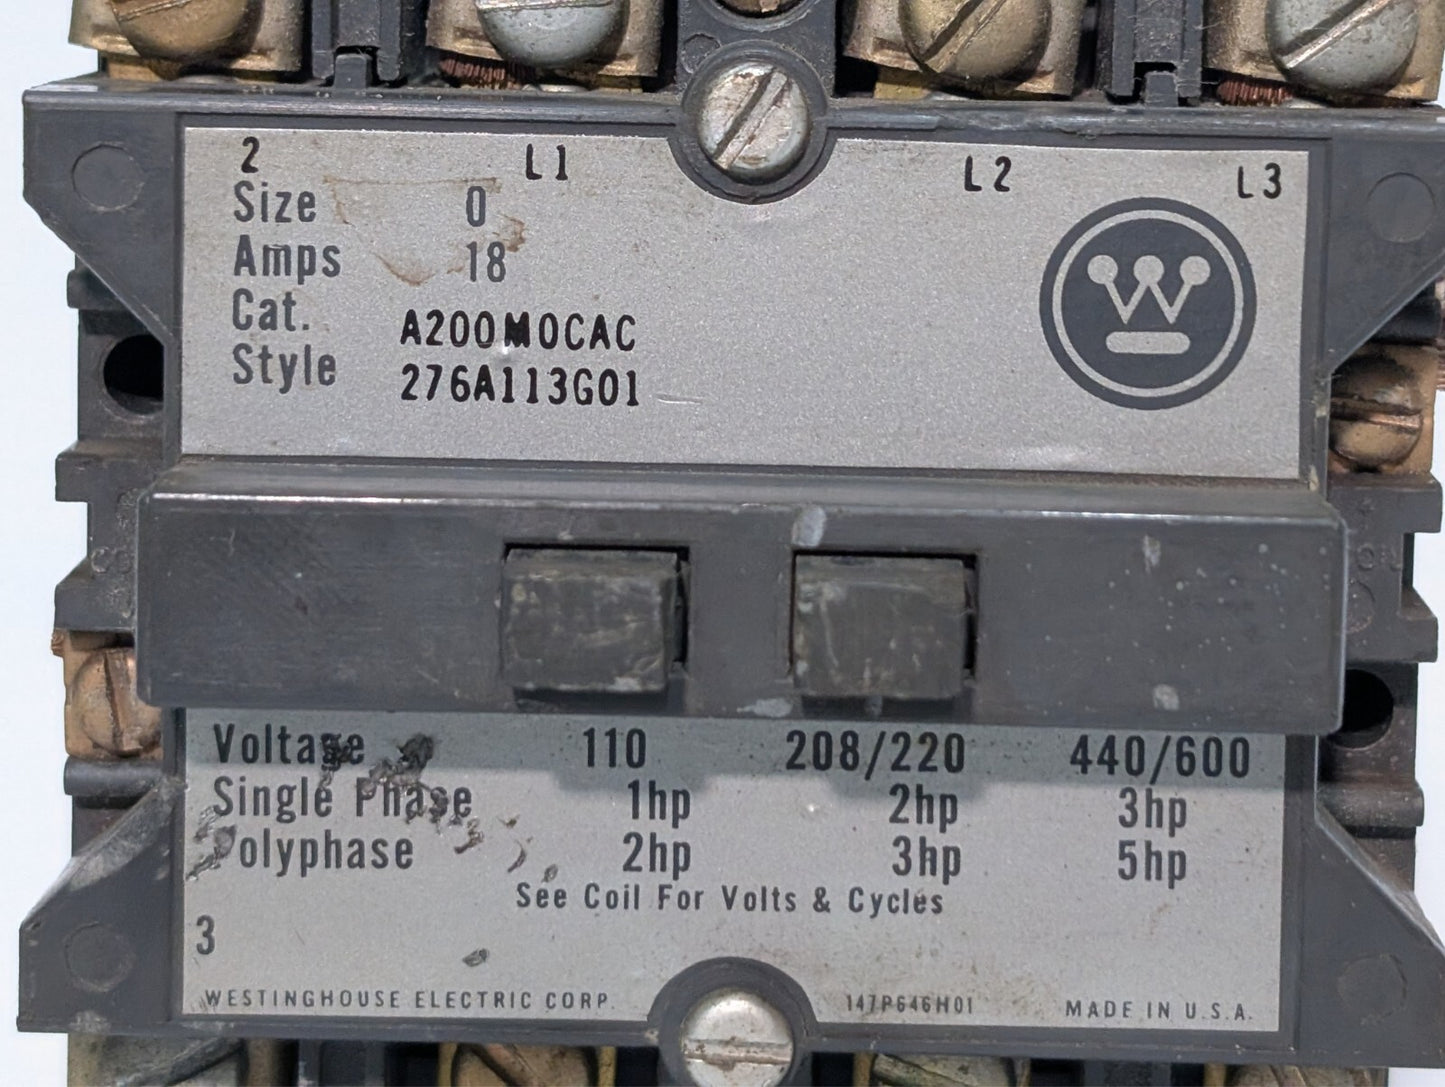 2 L1 L2 L3
Size 0
Amps 18
Cat. A200M0CAC
Style 276A113G01
Voltage 110 208/220 440/600
Single Phase 1hp 2hp 3hp
Polyphase 2hp 3hp 5hp
See Coil For Volts & Cycles
3
WESTINGHOUSE ELECTRIC CORP. 147P646H01 MADE IN U.S.A.